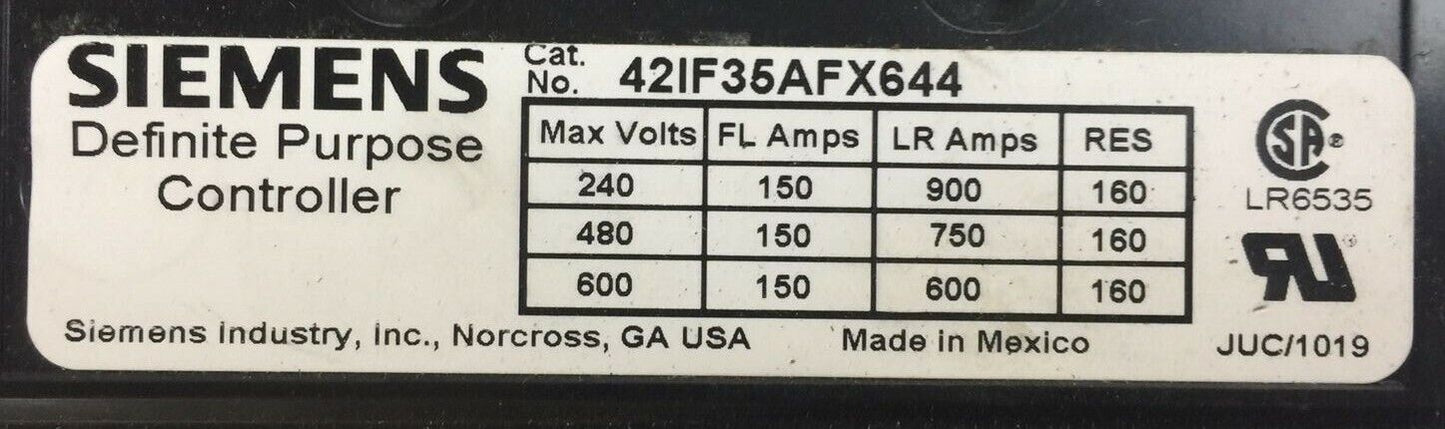 SIEMENS
Definite Purpose
Controller
Cat.
No. 42IF35AFX644
Max Volts FL Amps LR Amps RES
240 150 900 160
480 150 750 160
600 150 600 160
SA ®
LR6535
RU ®
Siemens Industry, Inc., Norcross, GA USA Made in Mexico JUC/1019